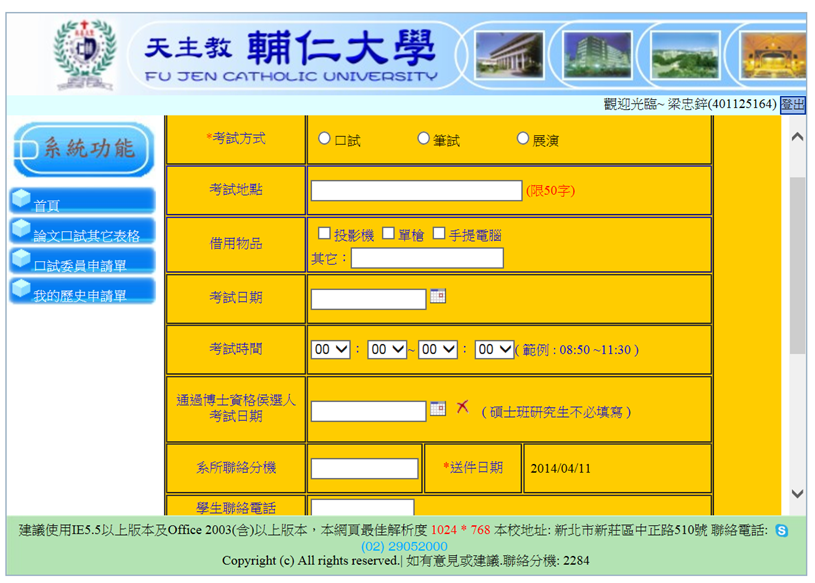 天主教 輔仁大學
FU JEN CATHOLIC UNIVERSITY
觀迎光臨~ 梁忠鋅(401125164) 登出
系統功能
首頁
論文口試其它表格
口試委員申請單
我的歷史申請單
*考試方式 口試 筆試 展演
考試地點 (限50字)
借用物品 投影機 單槍 手提電腦
其它：
考試日期
考試時間 00 : 00 ~ 00 : 00 ( 範例 : 08:50 ~11:30 )
通過博士資格侯選人
考試日期 ( 碩士班研究生不必填寫 )
系所聯絡分機 *送件日期 2014/04/11
學生聯絡電話
建議使用IE5.5以上版本及Office 2003(含)以上版本，本網頁最佳解析度 1024 * 768 本校地址: 新北市新莊區中正路510號 聯絡電話:
(02) 29052000
Copyright (c) All rights reserved.| 如有意見或建議.聯絡分機: 2284